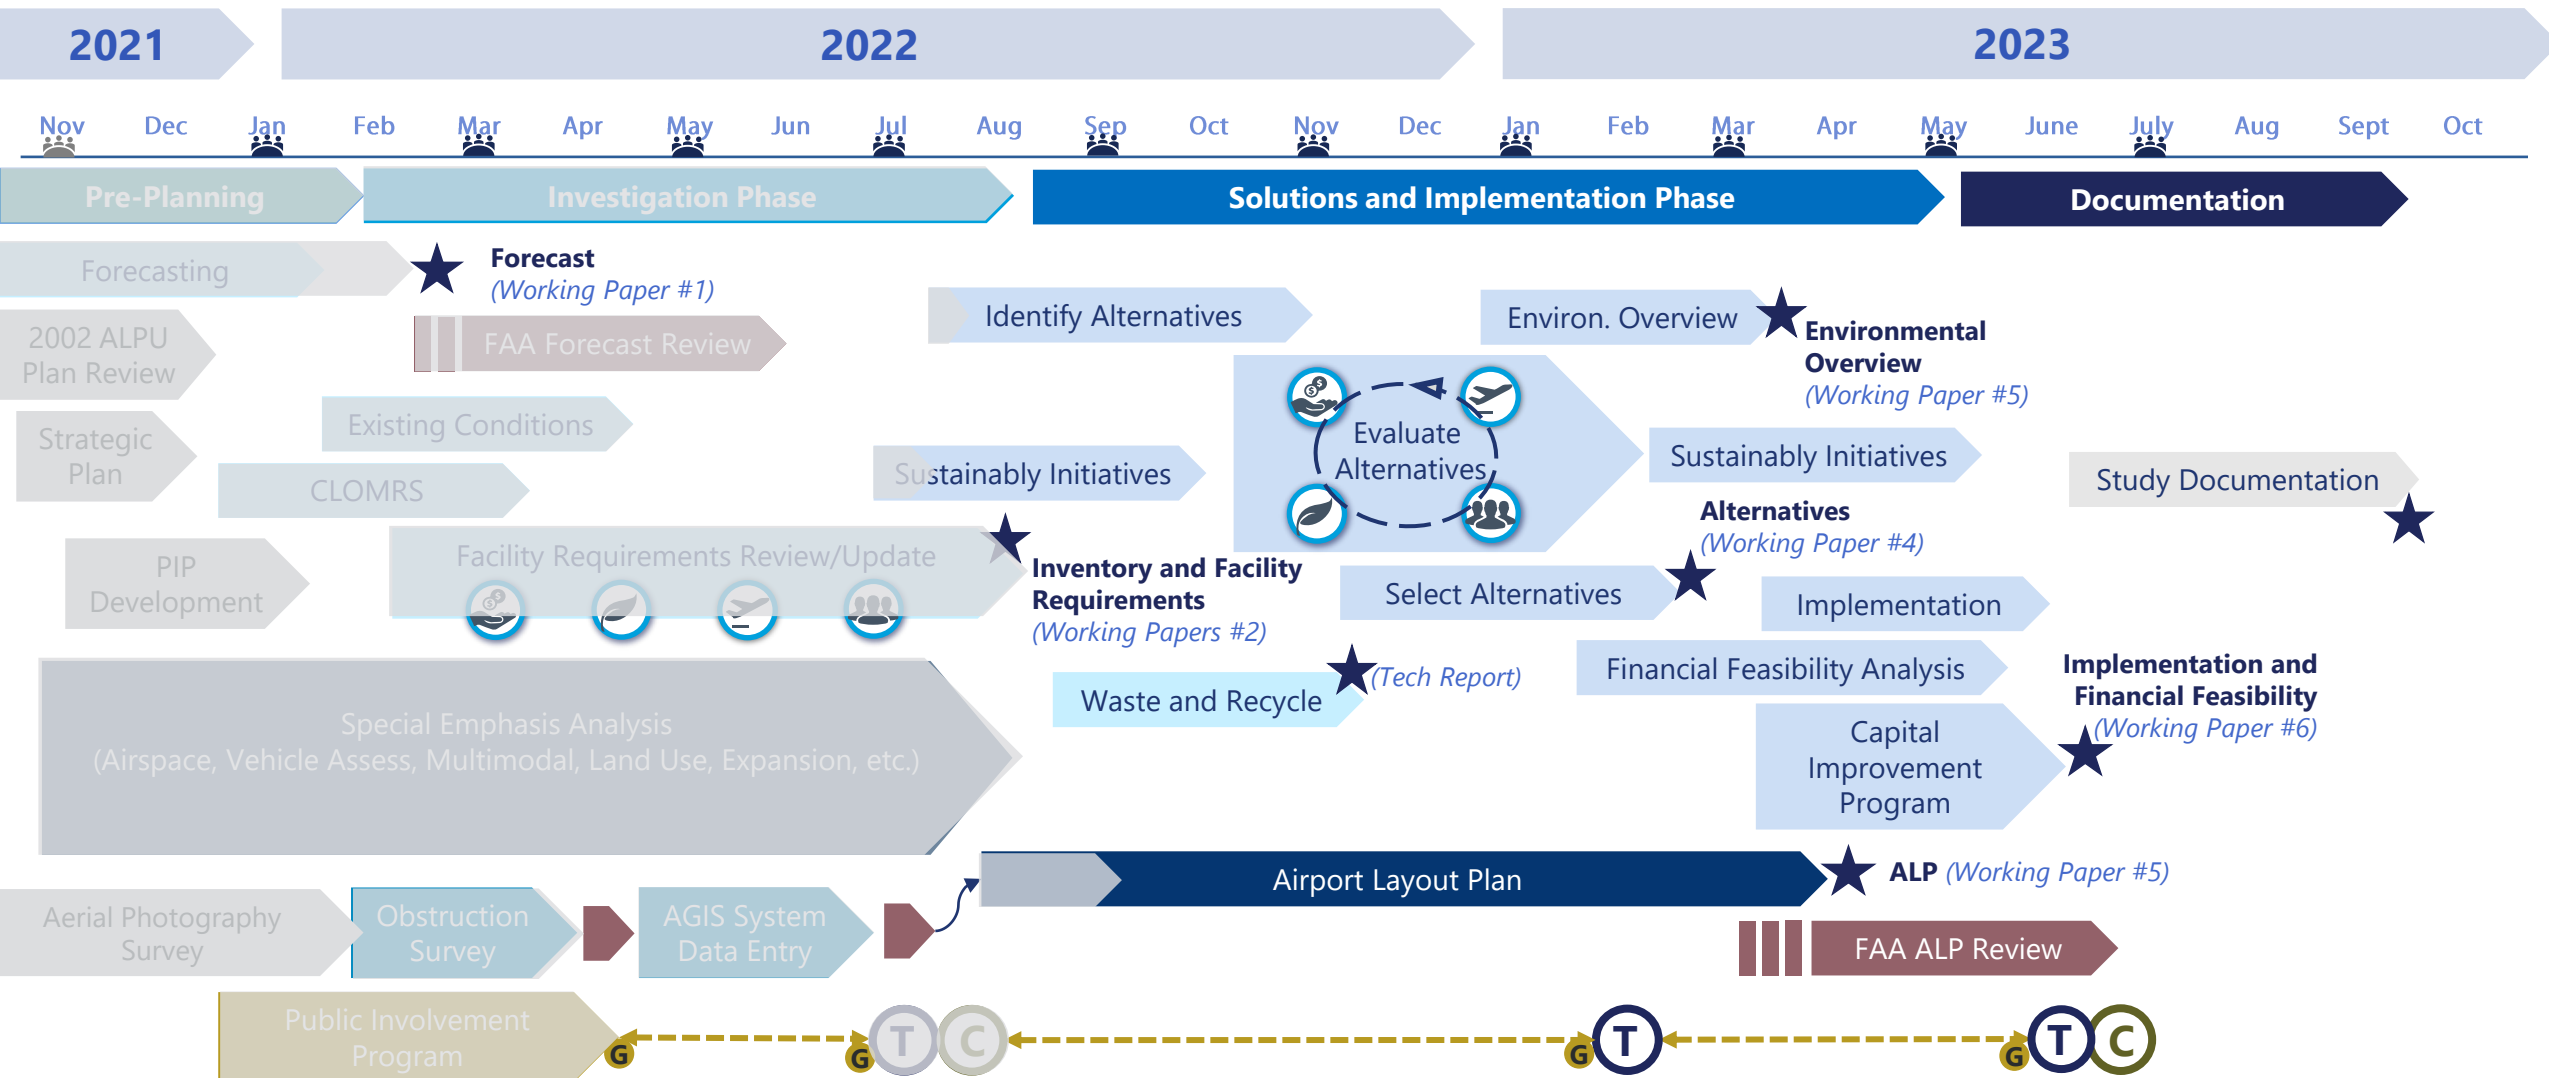 2021
2022
2023
Nov Dec Jan Feb Mar Apr May Jun Jul Aug Sep Oct Nov Dec Jan Feb Mar Apr May June July Aug Sept Oct
Pre-Planning
Investigation Phase
Solutions and Implementation Phase
Documentation
Forecasting
Forecast
(Working Paper #1)
2002 ALPU
Plan Review
FAA Forecast Review
Identify Alternatives
Environ. Overview
Environmental
Overview
(Working Paper #5)
Strategic
Plan
Existing Conditions
CLOMRS
Sustainably Initiatives
Evaluate
Alternatives
Sustainably Initiatives
Study Documentation
Alternatives
(Working Paper #4)
PIP
Development
Facility Requirements Review/Update
Inventory and Facility
Requirements
(Working Papers #2)
Select Alternatives
Implementation
Waste and Recycle
(Tech Report)
Financial Feasibility Analysis
Implementation and
Financial Feasibility
(Working Paper #6)
Special Emphasis Analysis
(Airspace, Vehicle Assess, Multimodal, Land Use, Expansion, etc.)
Capital
Improvement
Program
Airport Layout Plan
ALP (Working Paper #5)
Aerial Photography
Survey
Obstruction
Survey
AGIS System
Data Entry
FAA ALP Review
Public Involvement
Program
G
G
T
C
G
T
G
T
C